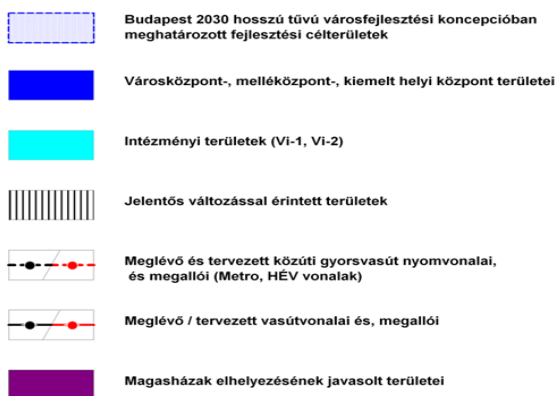 Budapest 2030 hosszú tűvú városfejlesztési koncepcióban
meghatározott fejlesztési célterületek
Városközpont-, melléközpont-, kiemelt helyi központ területei
Intézményi területek (Vi-1, Vi-2)
Jelentős változással érintett területek
Meglévő és tervezett közúti gyorsvasút nyomvonalai,
és megallói (Metro, HÉV vonalak)
Meglévő / tervezett vasútvonalai és, megallói
Magasházak elhelyezésének javasolt területei